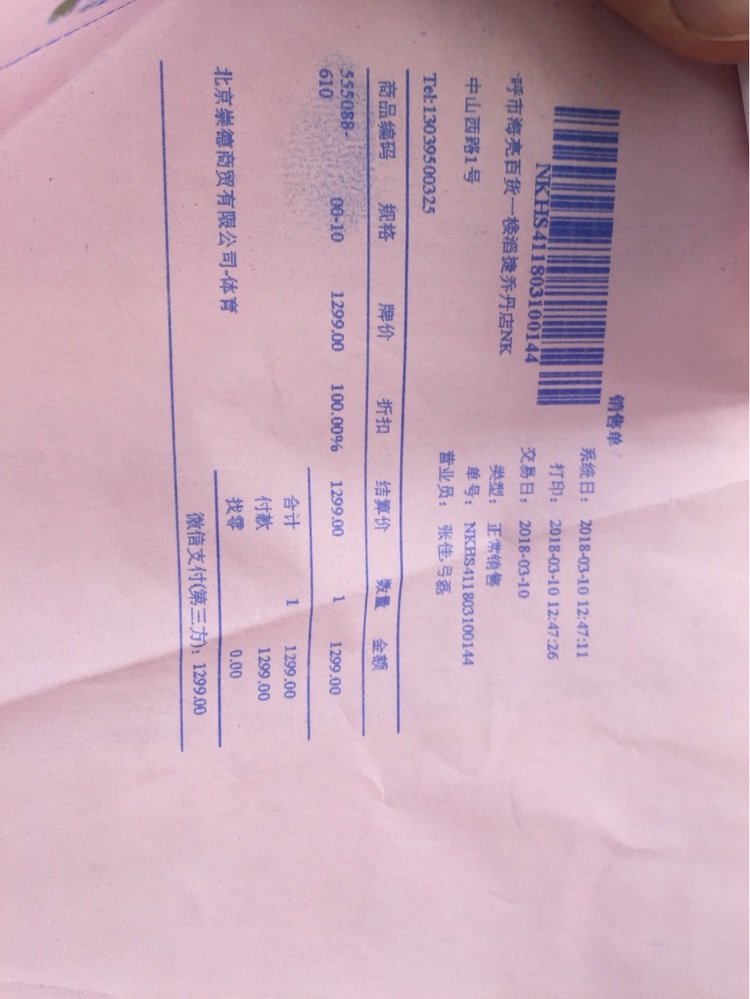 销售单
NKHS411803100144
系统日： 2018-03-10 12:47:11
打印： 2018-03-10 12:47:26
呼市海亮百货一楼滔捷乔丹店NK
交易日： 2018-03-10
类型： 正常销售
中山西路1号
单号： NKHS411803100144
Tel:13039500325
营业员： 张佳,弓磊
商品编码 规格 牌价 折扣 结算价 数量 金额
555088-610 00-10 1299.00 100.00% 1299.00 1 1299.00
合计 1 1299.00
付款 1299.00
找零 0.00
北京崇德商贸有限公司-体育
微信支付(第三方)：1299.00